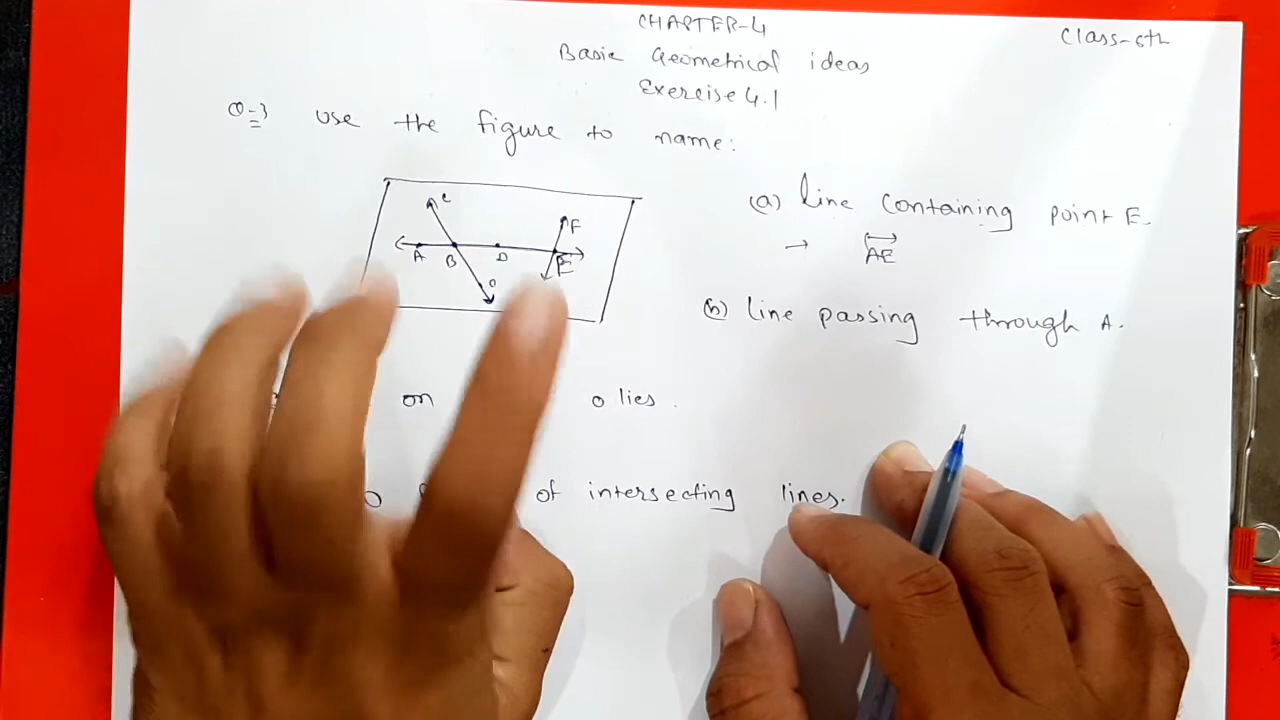 CHAPTER-4
Class-6th
Basic Geometrical ideas
Exercise 4.1
Q-3 Use the figure to name:
(a) line containing point E.
→ AE
(b) line passing through A.
C
F
A B D E
O
on O lies.
O of intersecting lines.